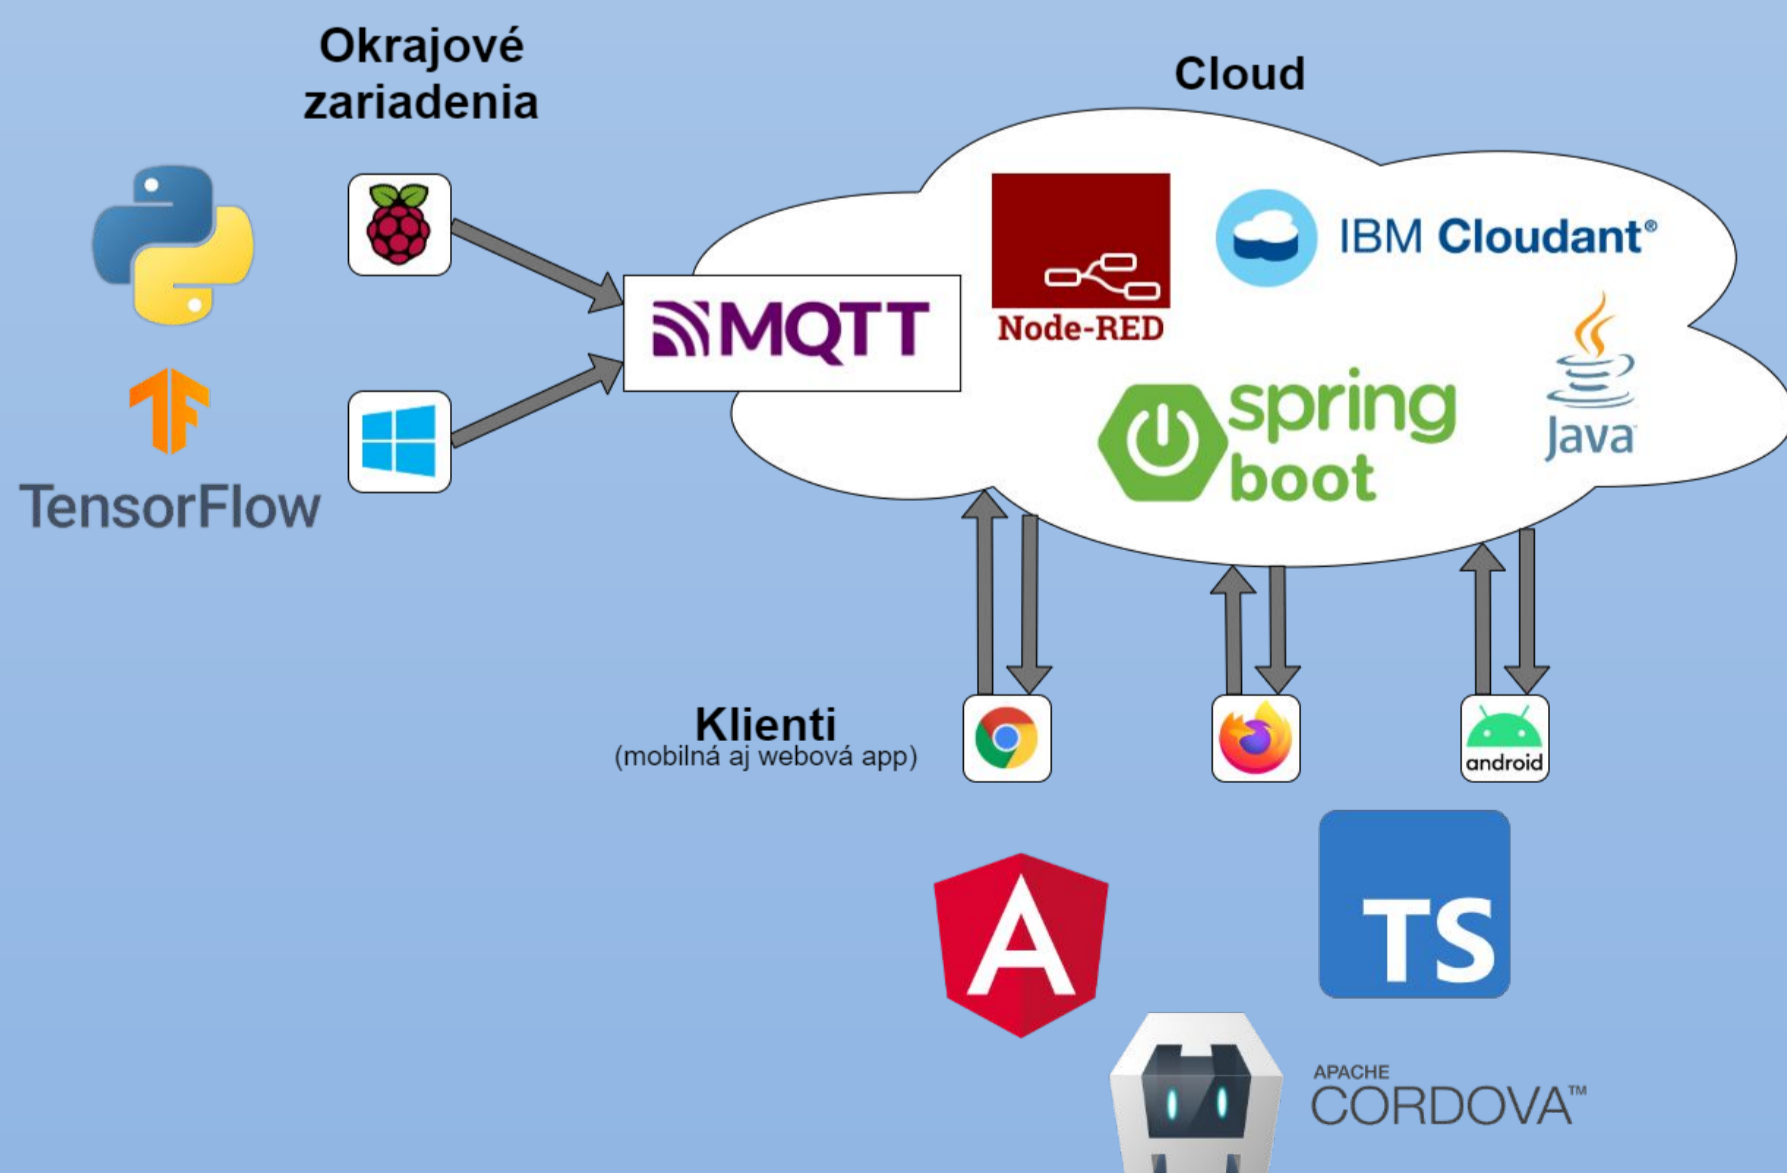 Okrajové
zariadenia
Cloud
TensorFlow
MQTT
Node-RED
IBM Cloudant®
spring
boot
Java
Klienti
(mobilná aj webová app)
android
A
TS
APACHE
CORDOVA™